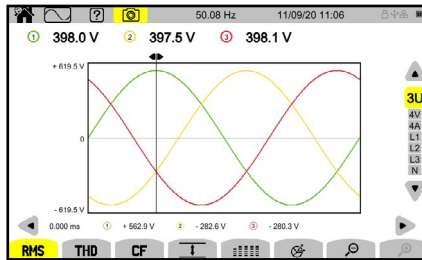 ? 50.08 Hz 11/09/20 11:06
1 398.0 V 2 397.5 V 3 398.1 V
+ 619.5 V
0
- 619.5 V
3U
4V
4A
L1
L2
L3
N
0.000 ms 1 + 562.9 V 2 - 282.6 V 3 - 280.3 V
RMS THD CF